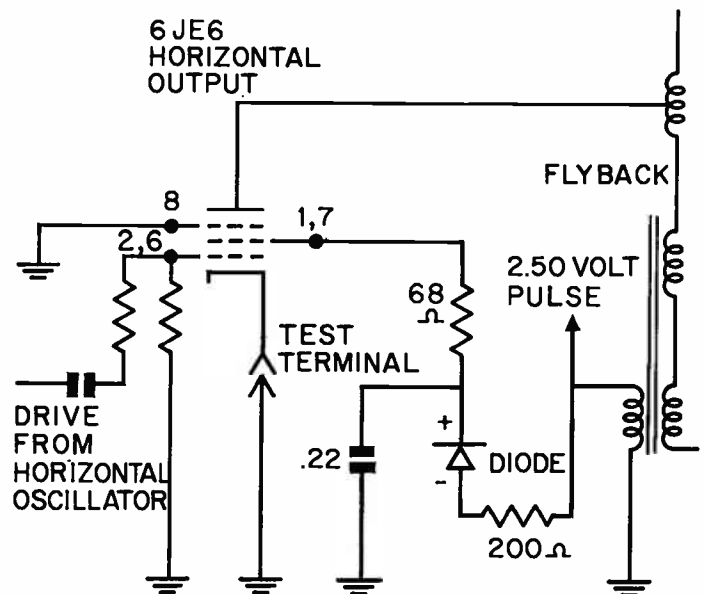 6JE6
HORIZONTAL
OUTPUT
FLYBACK
8
1,7
2,6
2.50 VOLT
PULSE
68
Ω
TEST
TERMINAL
DRIVE
FROM
HORIZONTAL
OSCILLATOR
.22
+
DIODE
-
200Ω